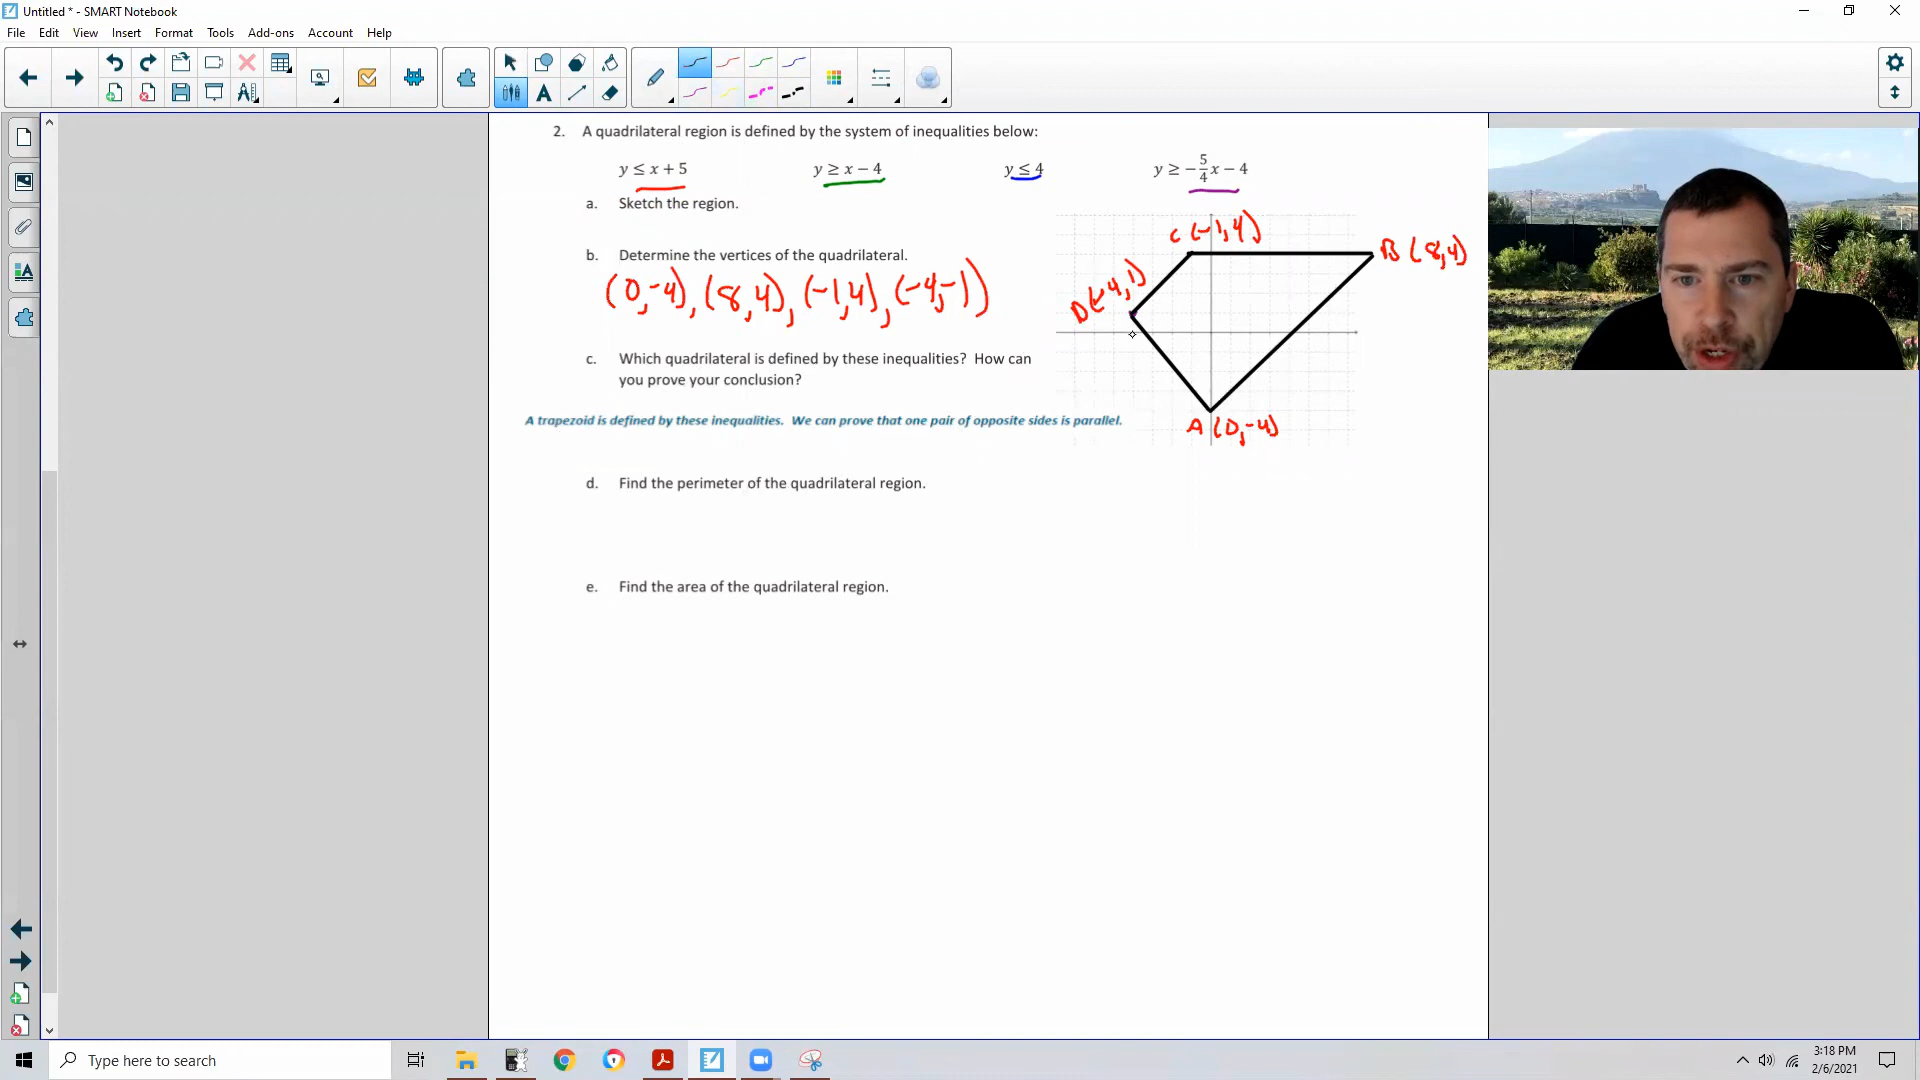 Untitled * - SMART Notebook
File Edit View Insert Format Tools Add-ons Account Help
2. A quadrilateral region is defined by the system of inequalities below:
y ≤ x + 5 y ≥ x − 4 y ≤ 4 y ≥ −5/4x − 4
a. Sketch the region.
C (-1,4)
B (8,4)
b. Determine the vertices of the quadrilateral.
D(-4,1)
(0,-4), (8,4), (-1,4), (-4,-1)
c. Which quadrilateral is defined by these inequalities? How can
you prove your conclusion?
A trapezoid is defined by these inequalities. We can prove that one pair of opposite sides is parallel.
A (0,-4)
d. Find the perimeter of the quadrilateral region.
e. Find the area of the quadrilateral region.
Type here to search
3:18 PM
2/6/2021